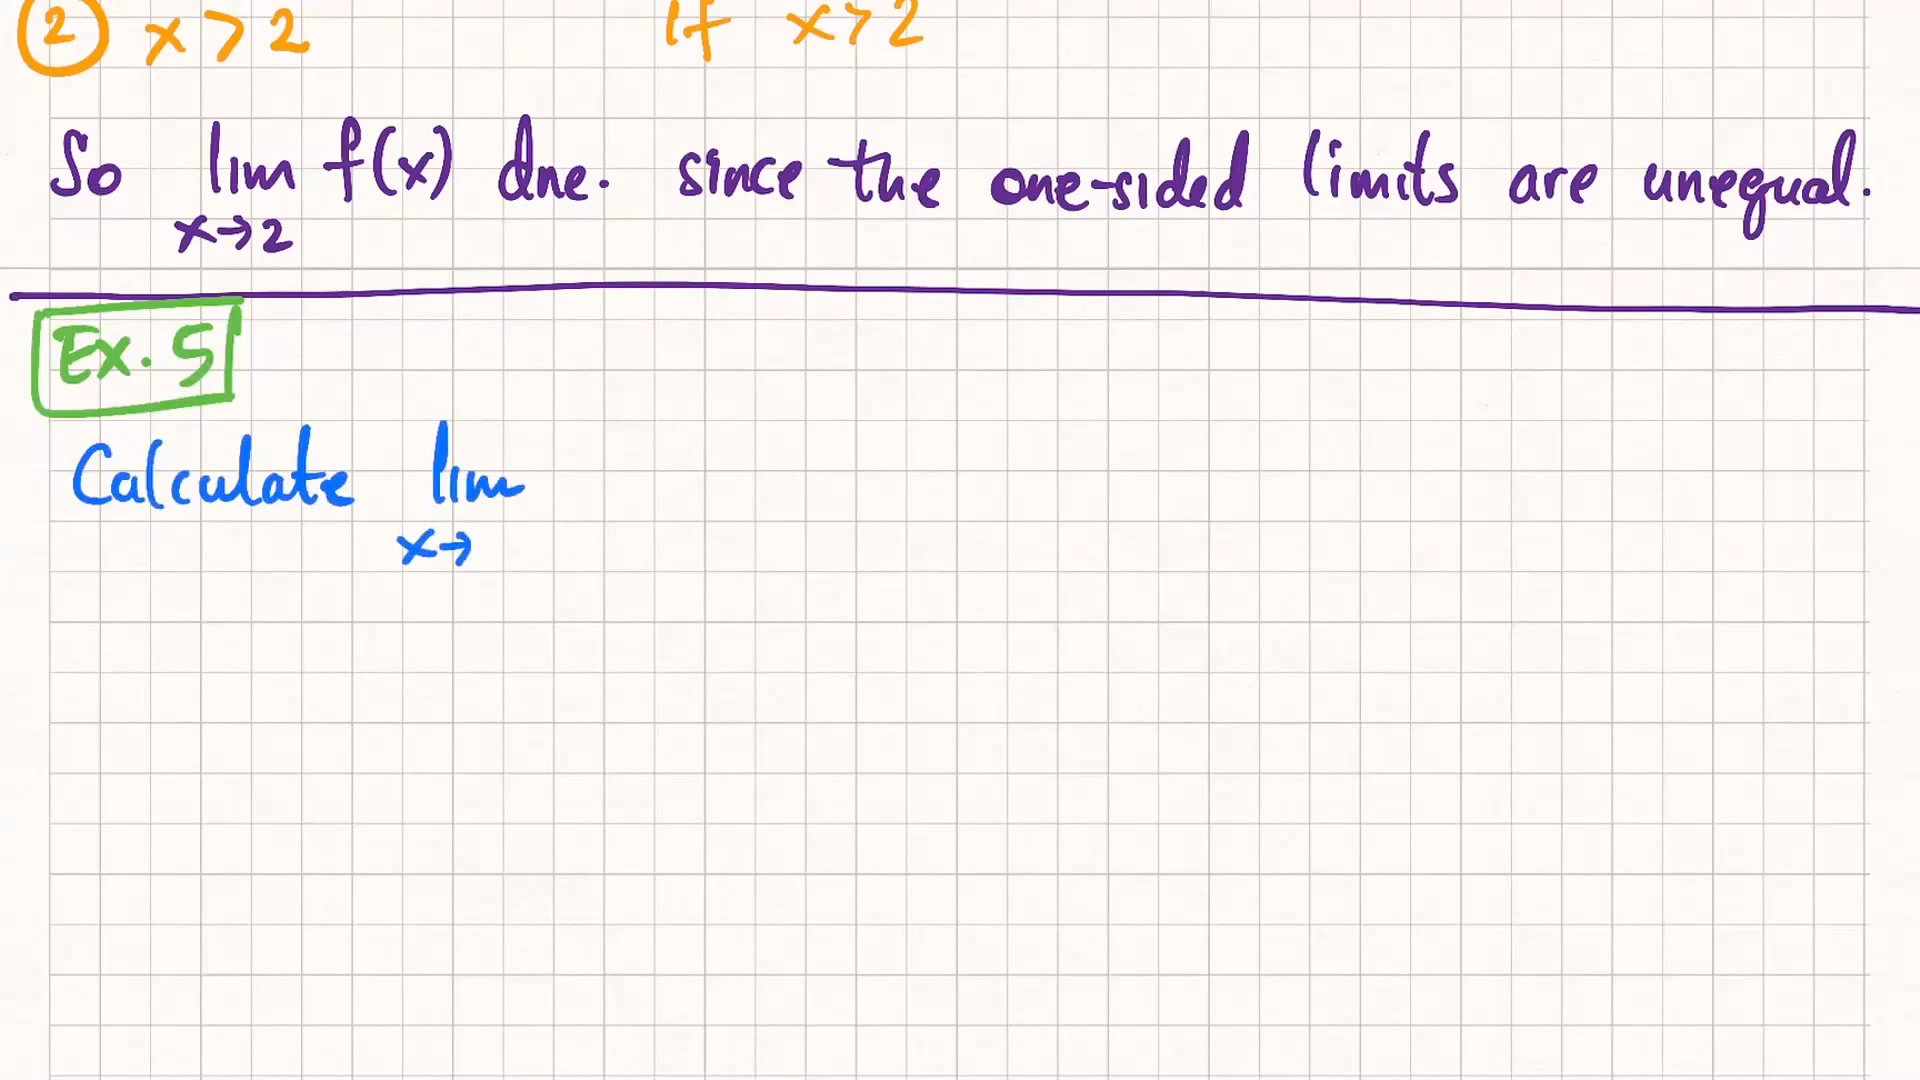 ② x > 2 If x > 2
So lim f(x) dne. since the one-sided limits are unequal.
x→2
Ex. 5
Calculate lim
x→